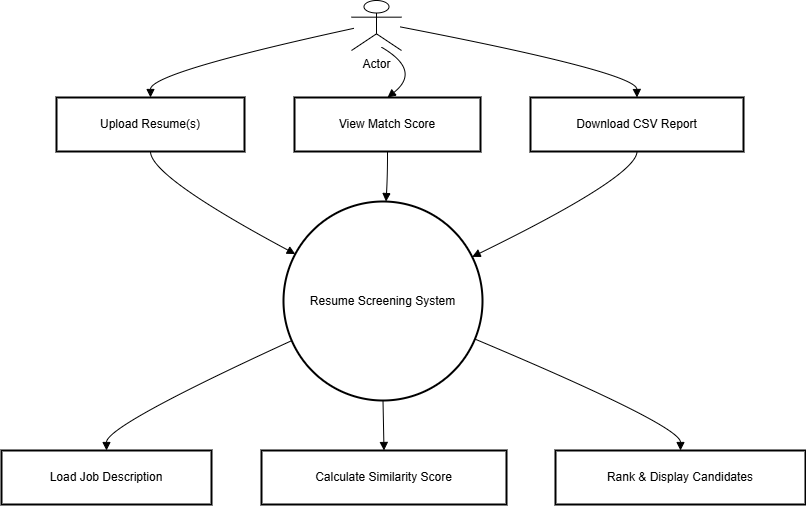 Actor
Upload Resume(s)
View Match Score
Download CSV Report
Resume Screening System
Load Job Description
Calculate Similarity Score
Rank & Display Candidates